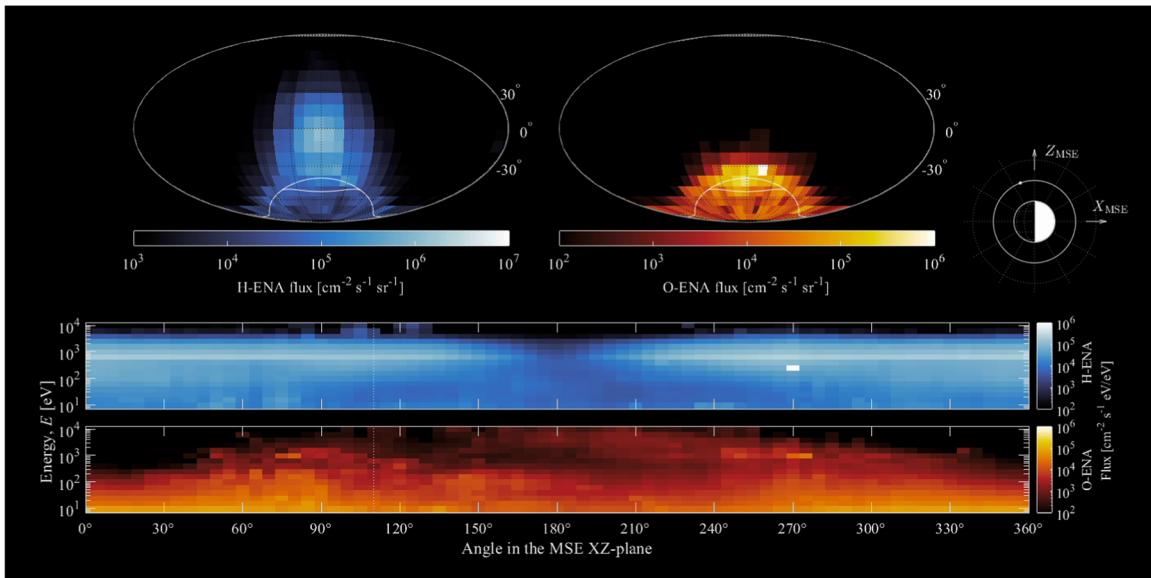 30°
0°
-30°
10³ 10⁴ 10⁵ 10⁶ 10⁷
H-ENA flux [cm⁻² s⁻¹ sr⁻¹]
30°
0°
-30°
10² 10³ 10⁴ 10⁵ 10⁶
O-ENA flux [cm⁻² s⁻¹ sr⁻¹]
Z_MSE
X_MSE
Energy, E [eV]
10⁴
10³
10²
10¹
10⁶
10⁵
10⁴
10³
10²
H-ENA
10⁴
10³
10²
10¹
10⁶
10⁵
10⁴
10³
10²
O-ENA
Flux [cm⁻² s⁻¹ eV/eV]
0° 30° 60° 90° 120° 150° 180° 210° 240° 270° 300° 330° 360°
Angle in the MSE XZ-plane